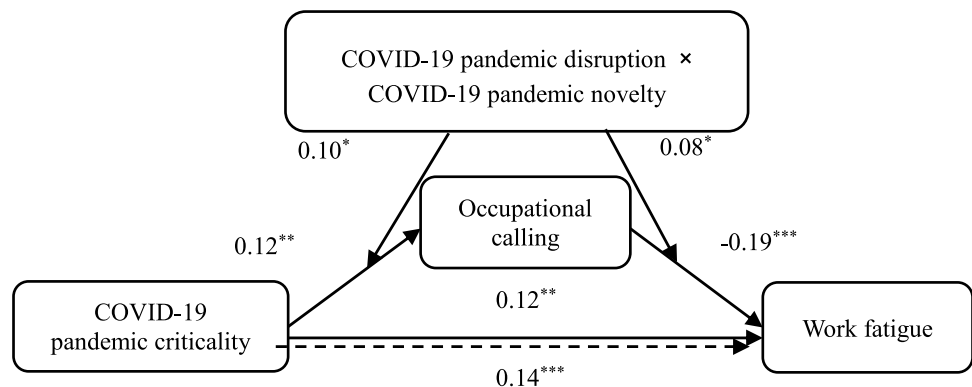 COVID-19 pandemic disruption ×
COVID-19 pandemic novelty
0.10*
0.08*
Occupational
calling
0.12**
-0.19***
COVID-19
pandemic criticality
0.12**
Work fatigue
0.14***